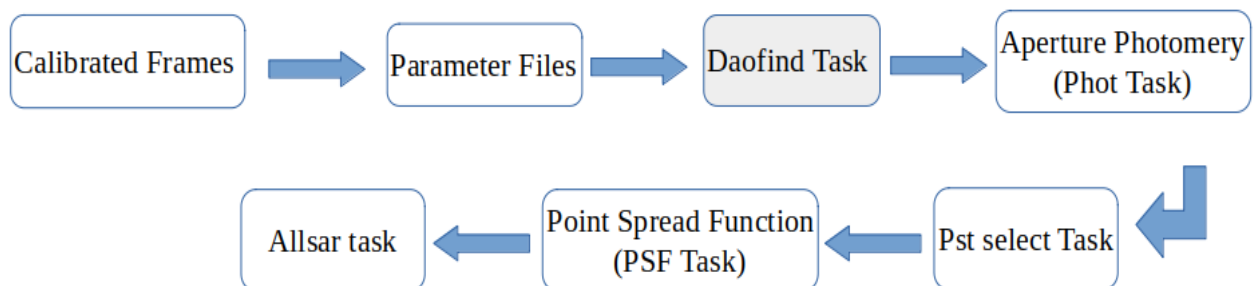 Calibrated Frames
Parameter Files
Daofind Task
Aperture Photomery
(Phot Task)
Pst select Task
Point Spread Function
(PSF Task)
Allsar task